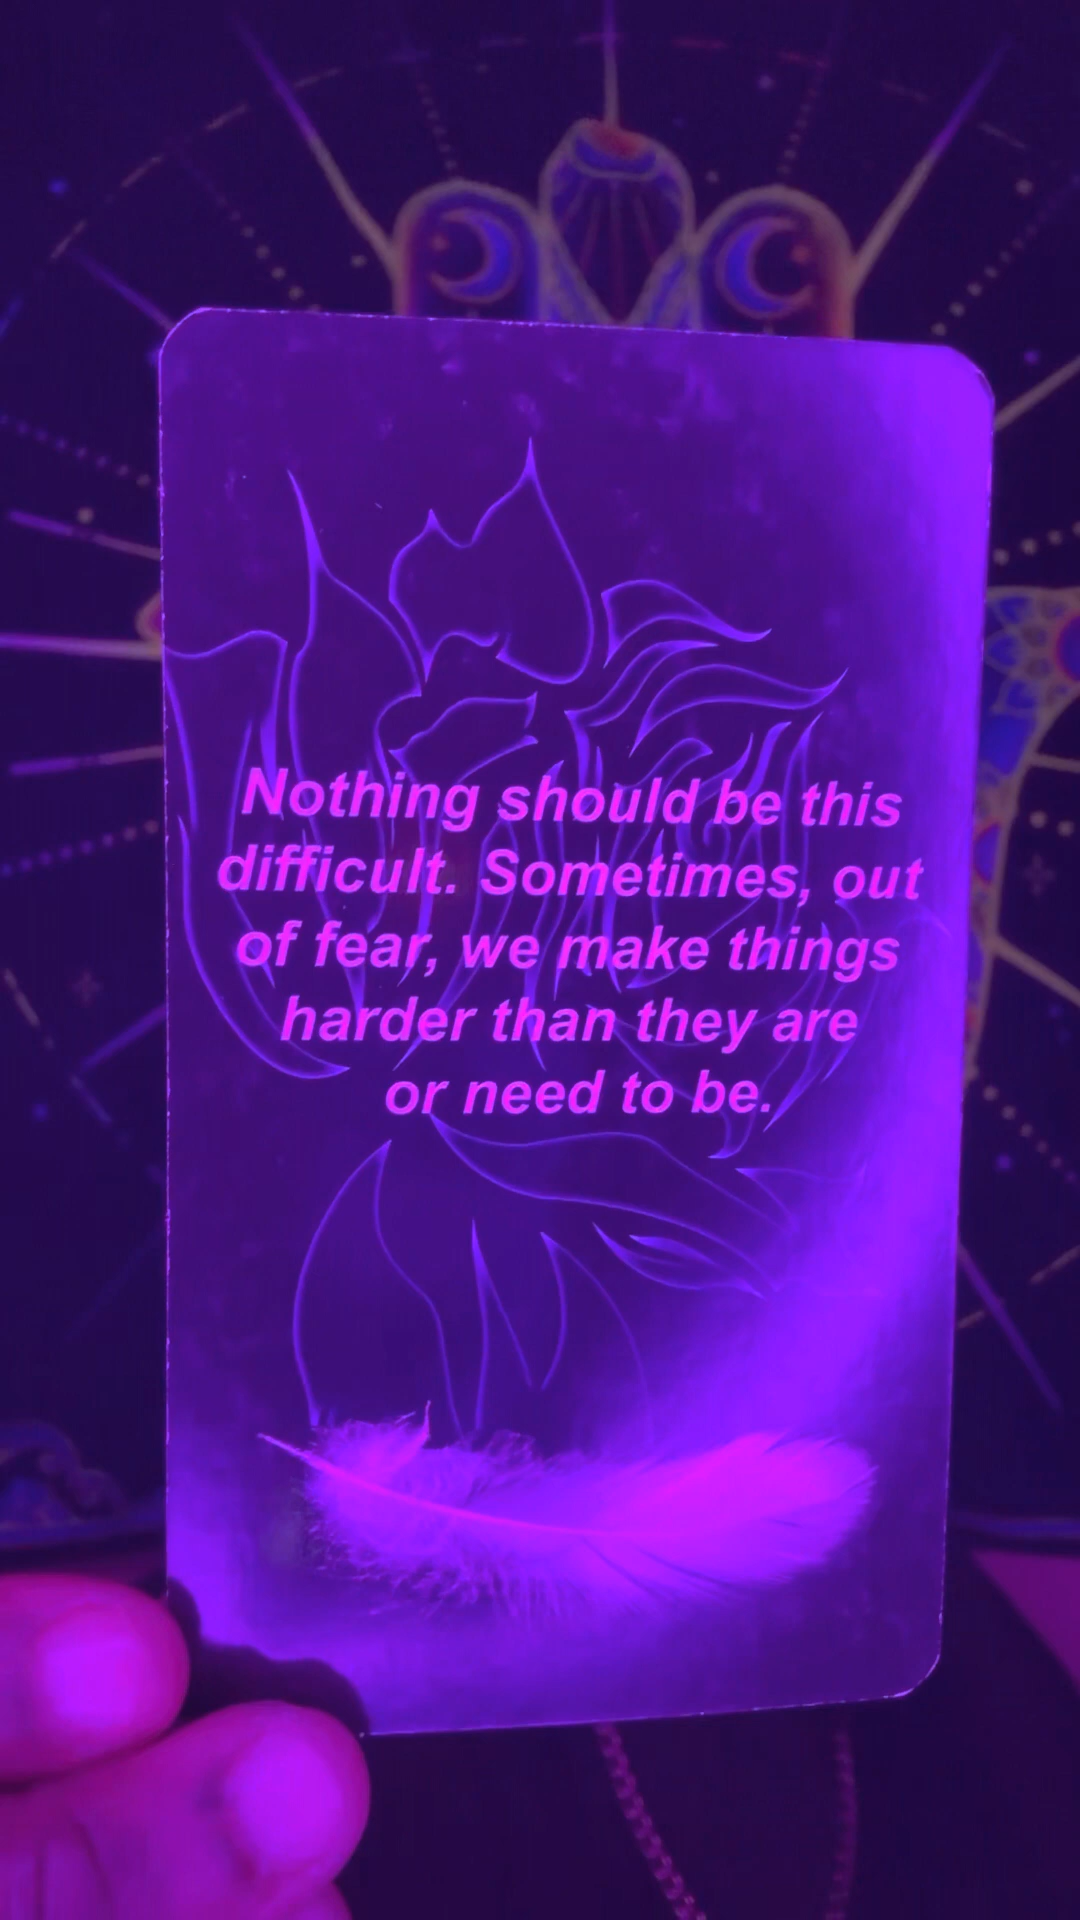 Nothing should be this
difficult. Sometimes, out
of fear, we make things
harder than they are
or need to be.